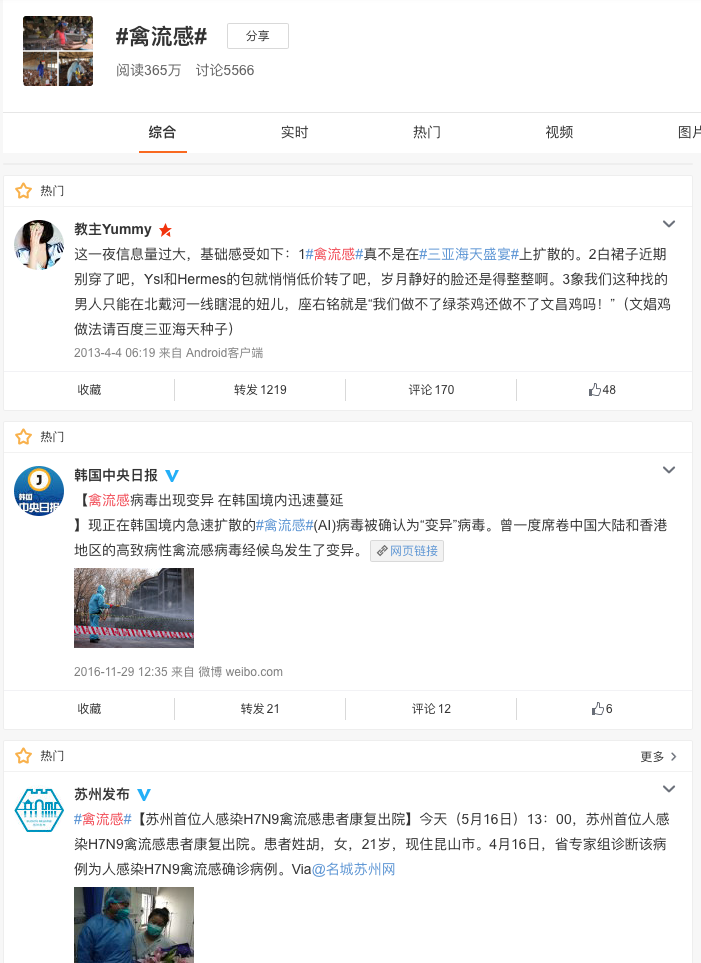 #禽流感#
分享
阅读365万 讨论5566
综合 实时 热门 视频 图片
热门
教主Yummy
这一夜信息量过大，基础感受如下：1#禽流感#真不是在#三亚海天盛宴#上扩散的。2白裙子近期
别穿了吧，Ysl和Hermes的包就悄悄低价转了吧，岁月静好的脸还是得整整啊。3象我们这种找的
男人只能在北戴河一线瞎混的妞儿，座右铭就是“我们做不了绿茶鸡还做不了文昌鸡吗！”（文娼鸡
做法请百度三亚海天种子）
2013-4-4 06:19 来自 Android客户端
收藏 转发 1219 评论 170 48
热门
J
韩国
中央日报
韩国中央日报
【禽流感病毒出现变异 在韩国境内迅速蔓延
】现正在韩国境内急速扩散的#禽流感#(AI)病毒被确认为“变异”病毒。曾一度席卷中国大陆和香港
地区的高致病性禽流感病毒经候鸟发生了变异。 网页链接
2016-11-29 12:35 来自 微博 weibo.com
收藏 转发 21 评论 12 6
热门 更多
苏州发布
#禽流感#【苏州首位人感染H7N9禽流感患者康复出院】今天（5月16日）13：00，苏州首位人感
染H7N9禽流感患者康复出院。患者姓胡，女，21岁，现住昆山市。4月16日，省专家组诊断该病
例为人感染H7N9禽流感确诊病例。Via@名城苏州网